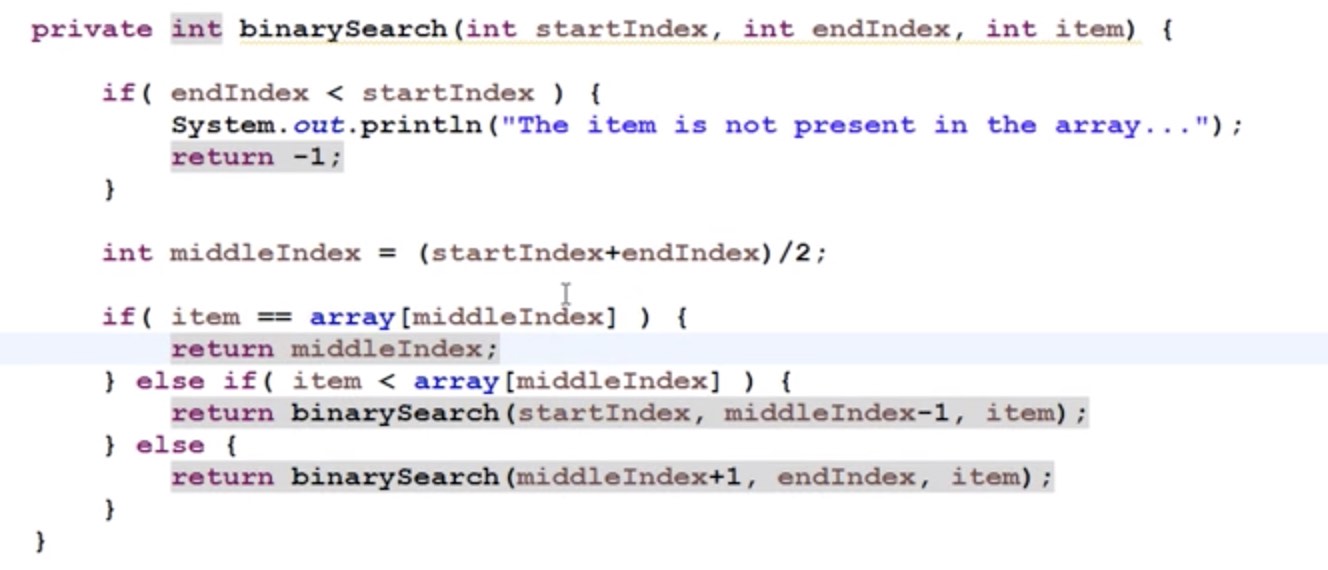 private int binarySearch(int startIndex, int endIndex, int item) {
if( endIndex < startIndex ) {
System.out.println("The item is not present in the array...");
return -1;
}
int middleIndex = (startIndex+endIndex)/2;
if( item == array[middleIndex] ) {
return middleIndex;
} else if( item < array[middleIndex] ) {
return binarySearch(startIndex, middleIndex-1, item);
} else {
return binarySearch(middleIndex+1, endIndex, item);
}
}